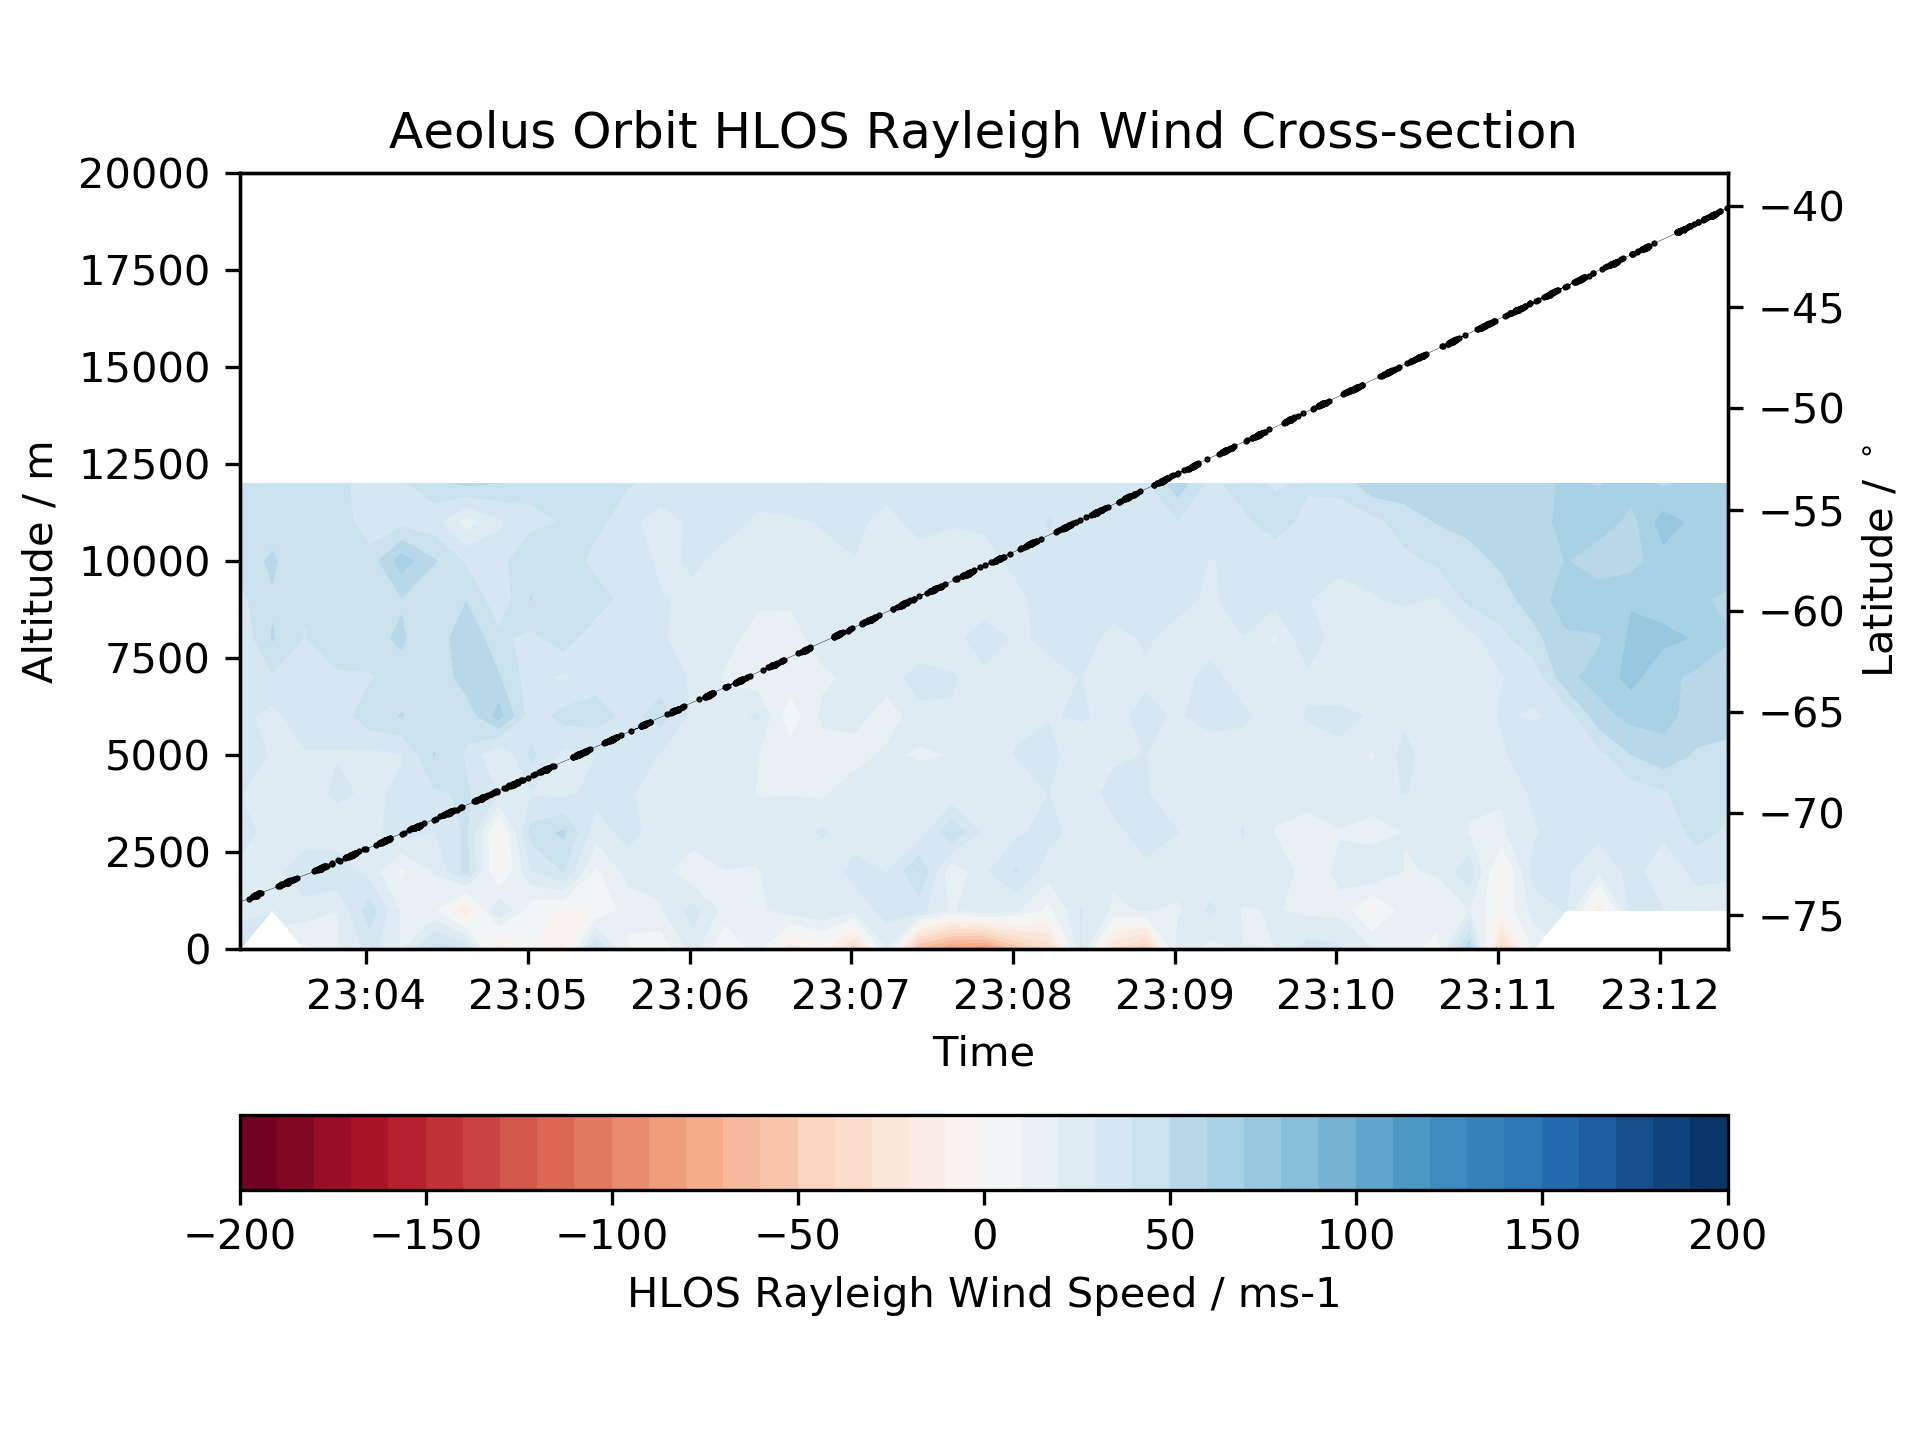 Aeolus Orbit HLOS Rayleigh Wind Cross-section
20000
17500
15000
12500
10000
7500
5000
2500
0
Altitude / m
−40
−45
−50
−55
−60
−65
−70
−75
Latitude / °
23:04 23:05 23:06 23:07 23:08 23:09 23:10 23:11 23:12
Time
−200 −150 −100 −50 0 50 100 150 200
HLOS Rayleigh Wind Speed / ms-1